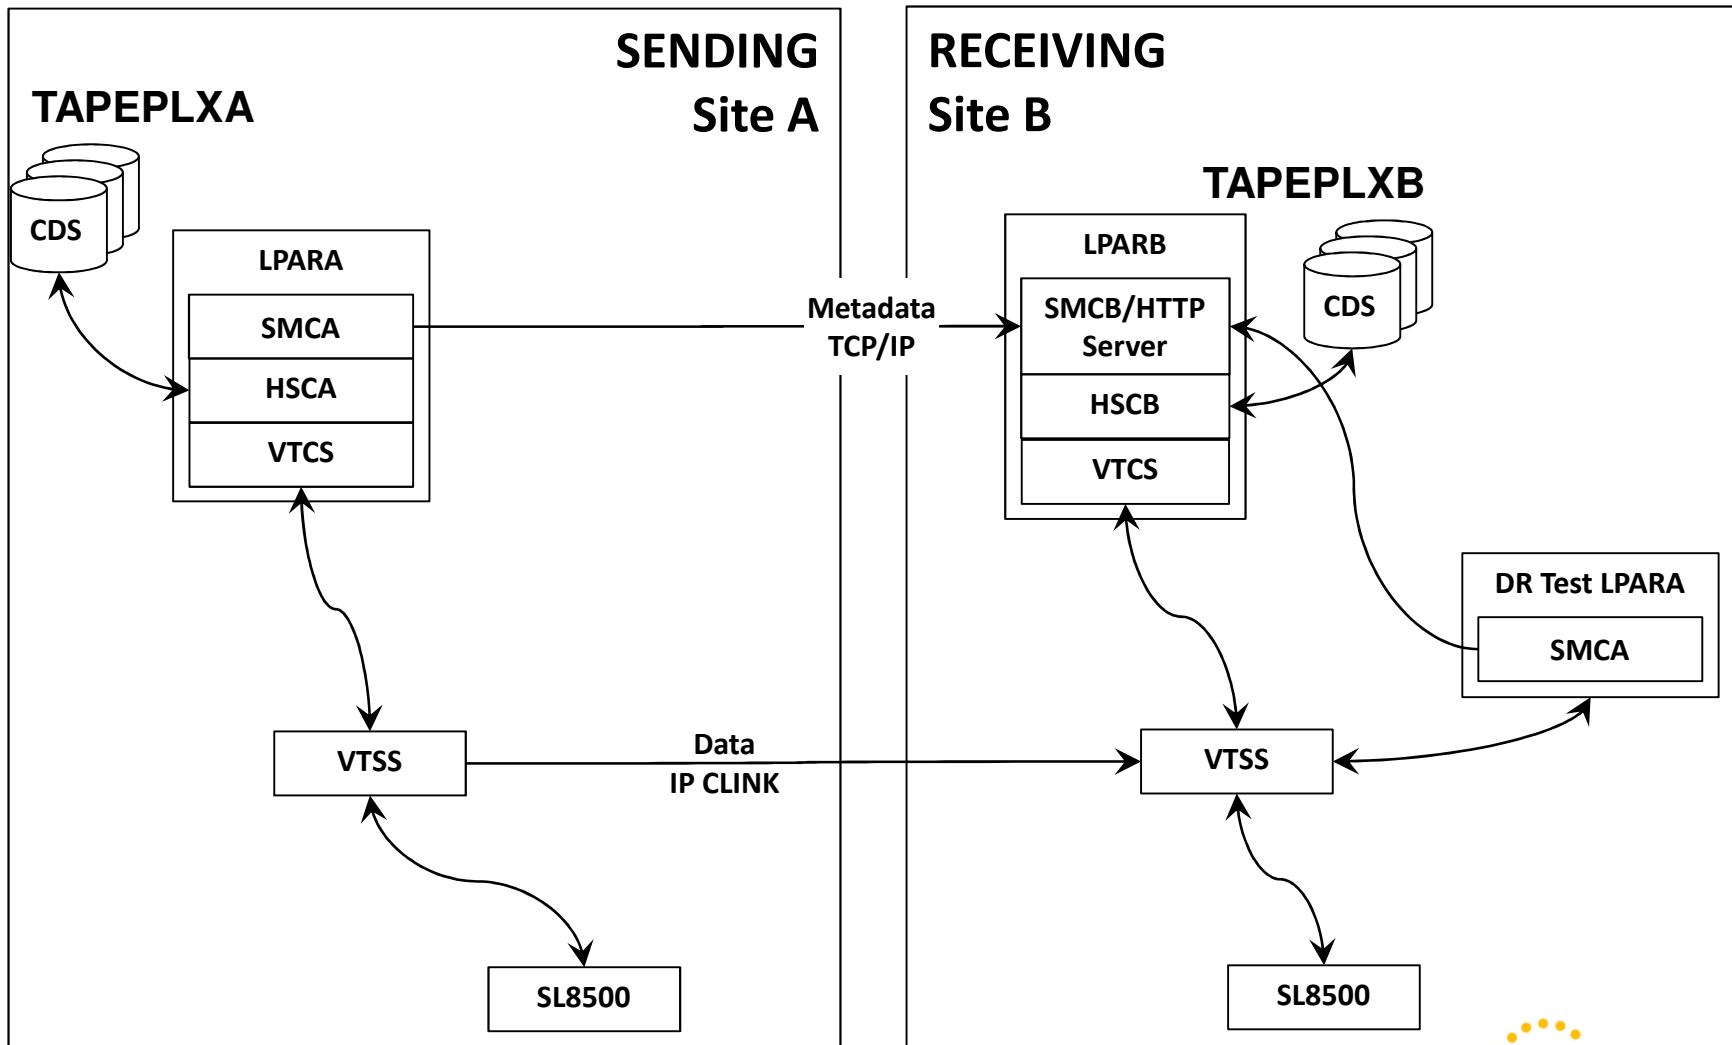 SENDING
Site A
TAPEPLXA
CDS
LPARA
SMCA
HSCA
VTCS
VTSS
SL8500
Metadata
TCP/IP
Data
IP CLINK
RECEIVING
Site B
TAPEPLXB
LPARB
SMCB/HTTP
Server
HSCB
VTCS
CDS
DR Test LPARA
SMCA
VTSS
SL8500